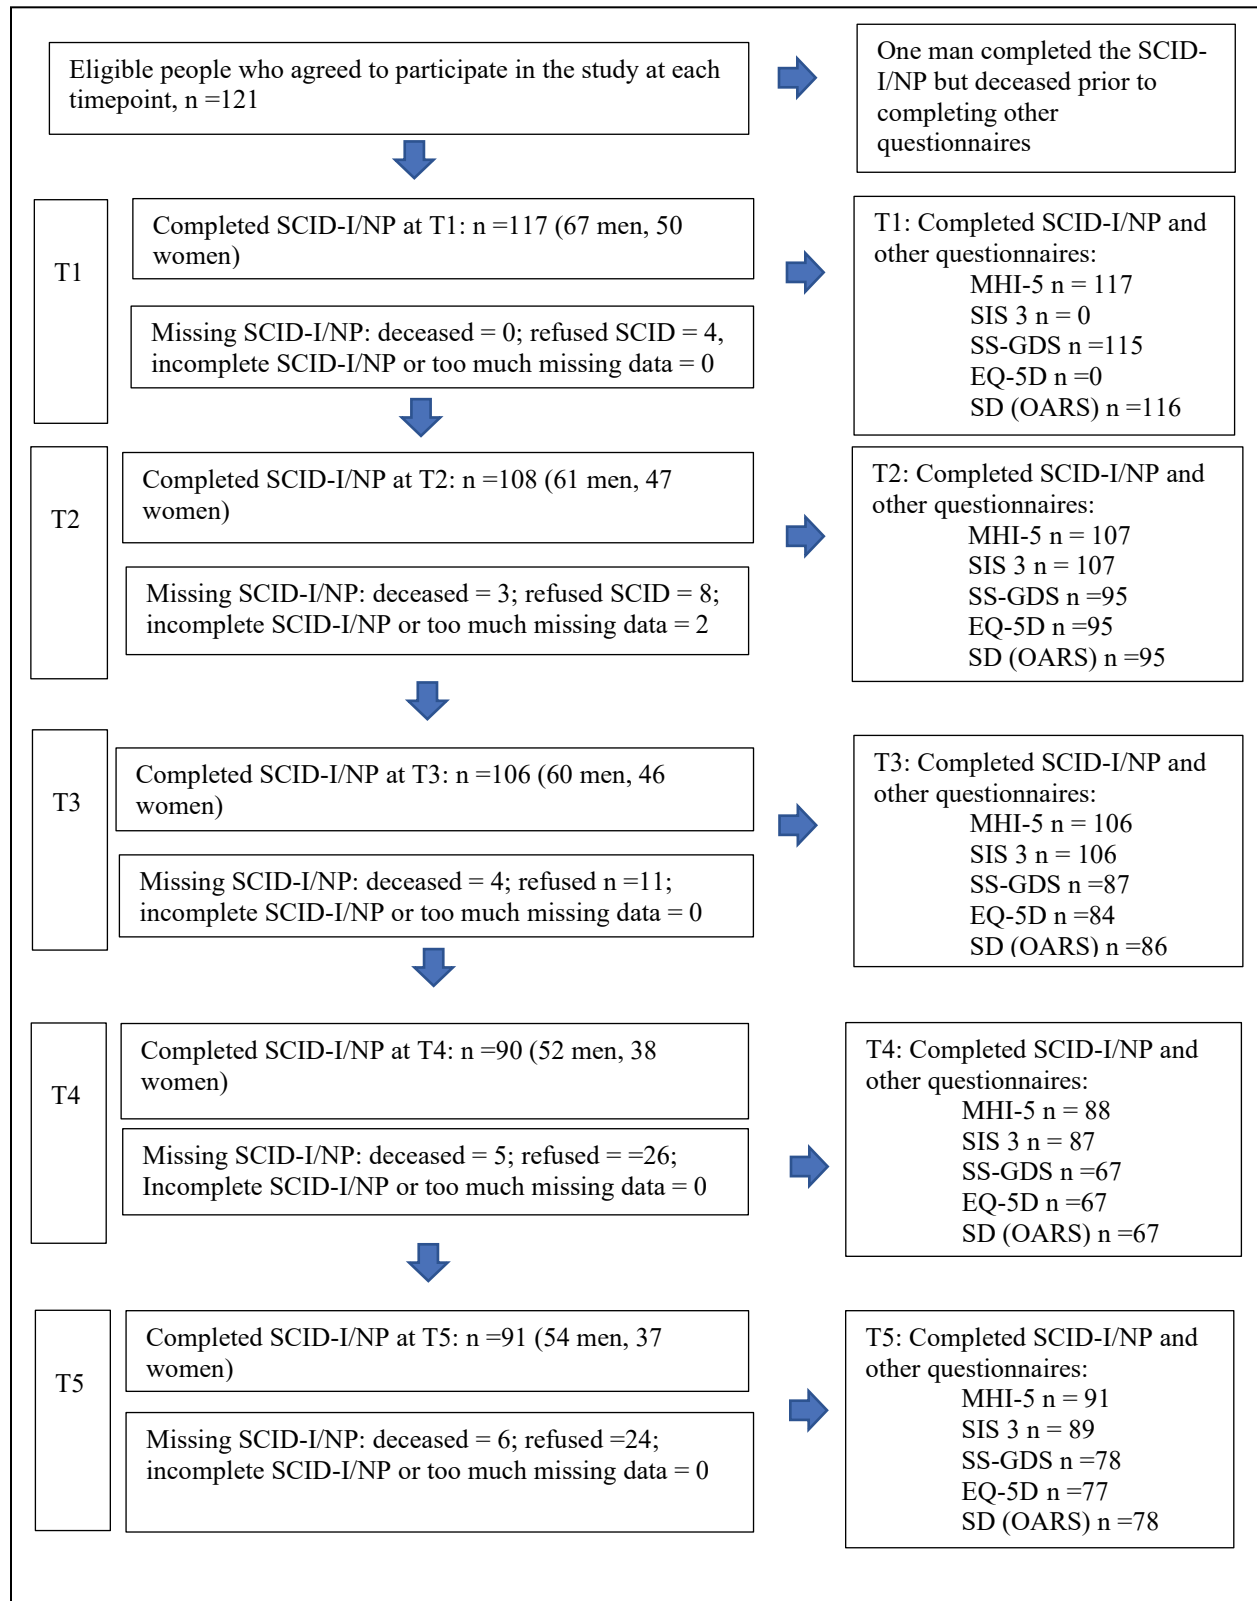 Eligible people who agreed to participate in the study at each
timepoint, n =121
One man completed the SCID-
I/NP but deceased prior to
completing other
questionnaires
T1
Completed SCID-I/NP at T1: n =117 (67 men, 50
women)
Missing SCID-I/NP: deceased = 0; refused SCID = 4,
incomplete SCID-I/NP or too much missing data = 0
T1: Completed SCID-I/NP and
other questionnaires:
MHI-5 n = 117
SIS 3 n = 0
SS-GDS n =115
EQ-5D n =0
SD (OARS) n =116
T2
Completed SCID-I/NP at T2: n =108 (61 men, 47
women)
Missing SCID-I/NP: deceased = 3; refused SCID = 8;
incomplete SCID-I/NP or too much missing data = 2
T2: Completed SCID-I/NP and
other questionnaires:
MHI-5 n = 107
SIS 3 n = 107
SS-GDS n =95
EQ-5D n =95
SD (OARS) n =95
T3
Completed SCID-I/NP at T3: n =106 (60 men, 46
women)
Missing SCID-I/NP: deceased = 4; refused n =11;
incomplete SCID-I/NP or too much missing data = 0
T3: Completed SCID-I/NP and
other questionnaires:
MHI-5 n = 106
SIS 3 n = 106
SS-GDS n =87
EQ-5D n =84
SD (OARS) n =86
T4
Completed SCID-I/NP at T4: n =90 (52 men, 38
women)
Missing SCID-I/NP: deceased = 5; refused = =26;
Incomplete SCID-I/NP or too much missing data = 0
T4: Completed SCID-I/NP and
other questionnaires:
MHI-5 n = 88
SIS 3 n = 87
SS-GDS n =67
EQ-5D n =67
SD (OARS) n =67
T5
Completed SCID-I/NP at T5: n =91 (54 men, 37
women)
Missing SCID-I/NP: deceased = 6; refused =24;
incomplete SCID-I/NP or too much missing data = 0
T5: Completed SCID-I/NP and
other questionnaires:
MHI-5 n = 91
SIS 3 n = 89
SS-GDS n =78
EQ-5D n =77
SD (OARS) n =78